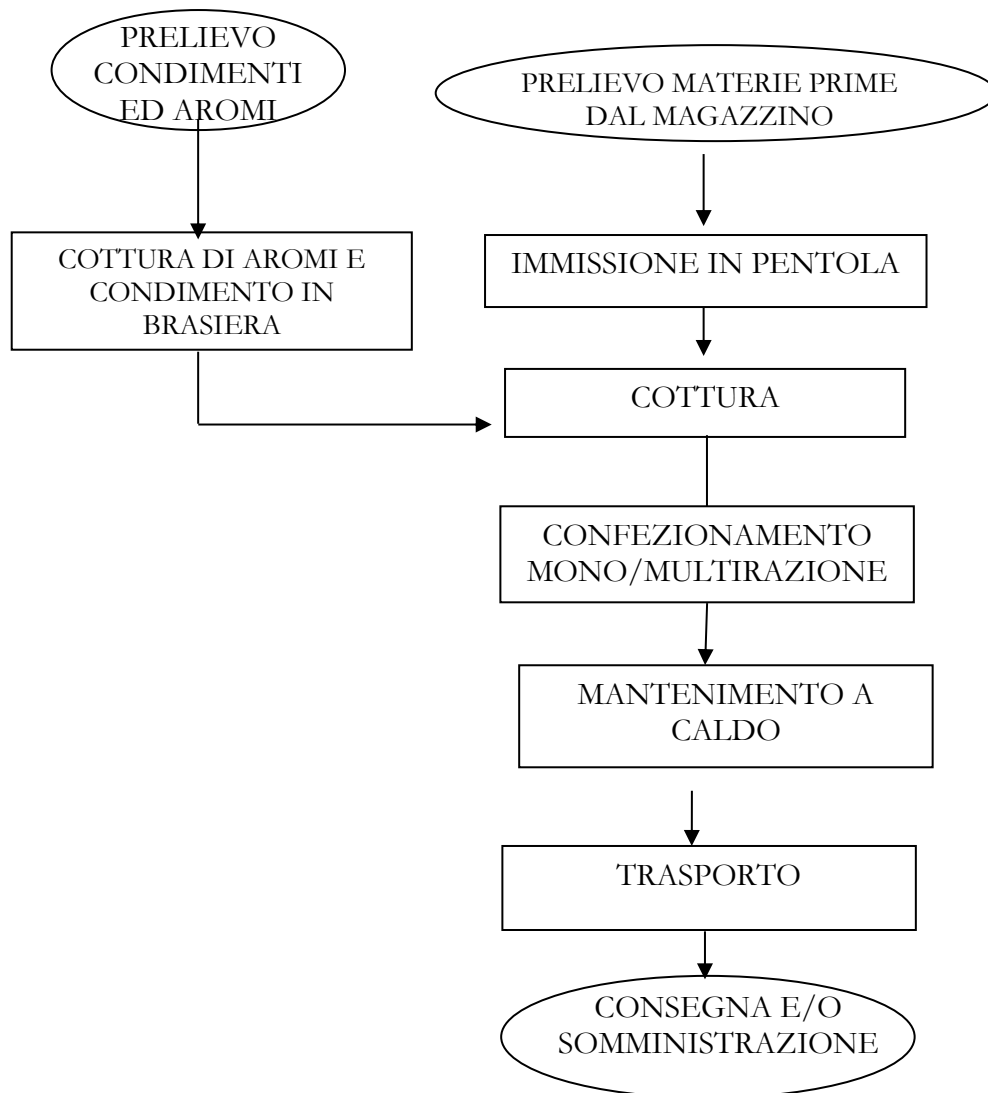 PRELIEVO
CONDIMENTI
ED AROMI
PRELIEVO MATERIE PRIME
DAL MAGAZZINO
COTTURA DI AROMI E
CONDIMENTO IN
BRASIERA
IMMISSIONE IN PENTOLA
COTTURA
CONFEZIONAMENTO
MONO/MULTIRAZIONE
MANTENIMENTO A
CALDO
TRASPORTO
CONSEGNA E/O
SOMMINISTRAZIONE